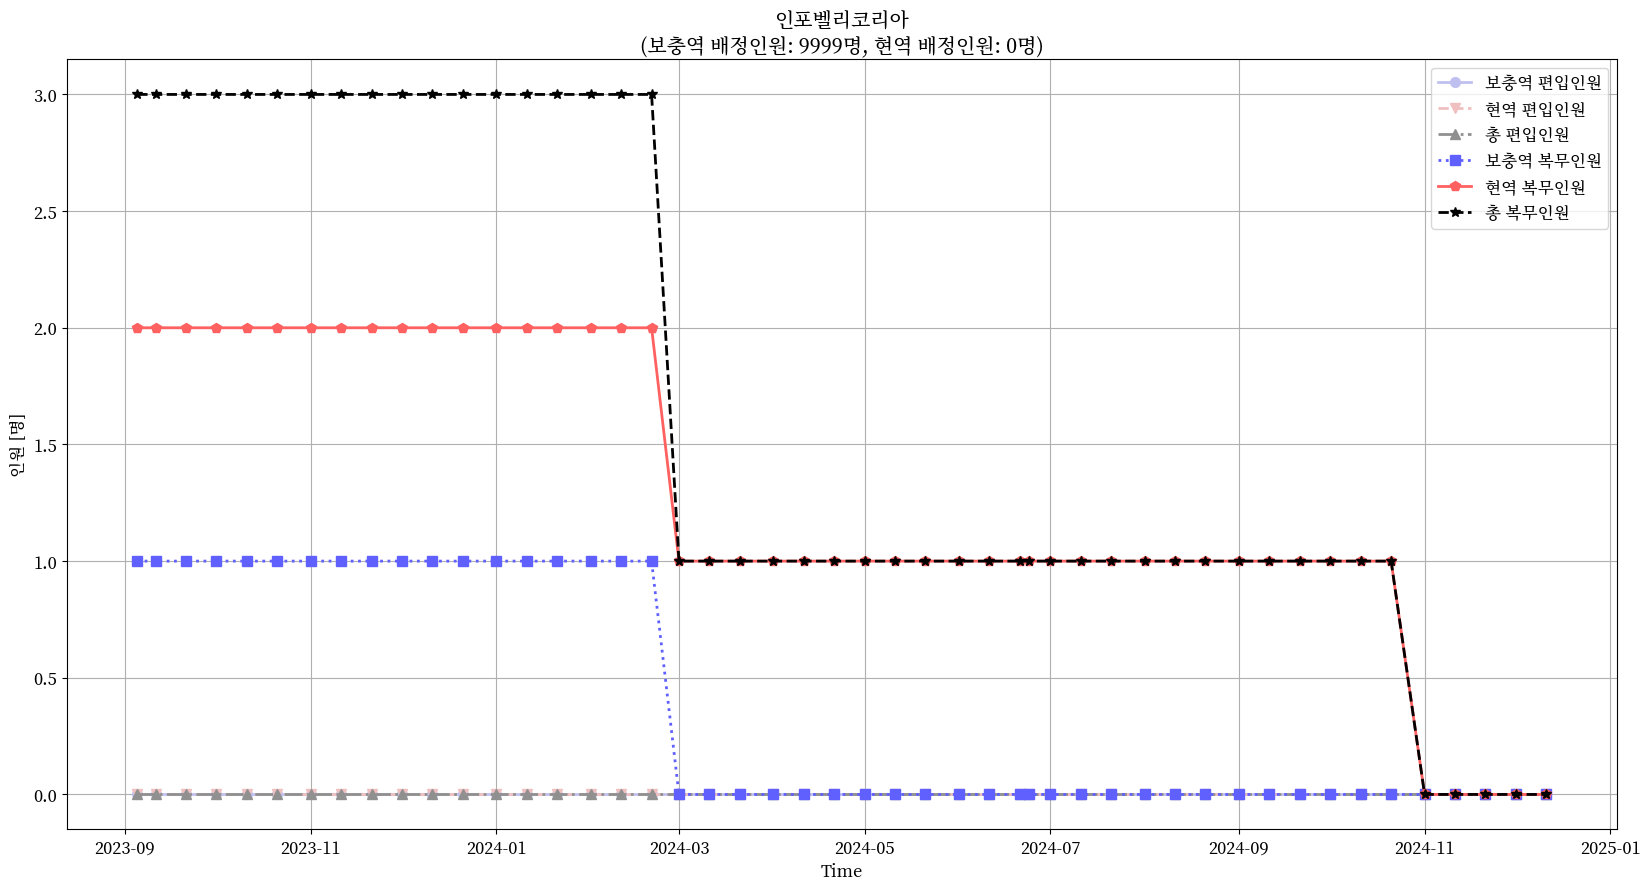 인포벨리코리아
(보충역 배정인원: 9999명, 현역 배정인원: 0명)
보충역 편입인원
현역 편입인원
총 편입인원
보충역 복무인원
현역 복무인원
총 복무인원
인원 [명]
3.0
2.5
2.0
1.5
1.0
0.5
0.0
2023-09
2023-11
2024-01
2024-03
2024-05
2024-07
2024-09
2024-11
2025-01
Time